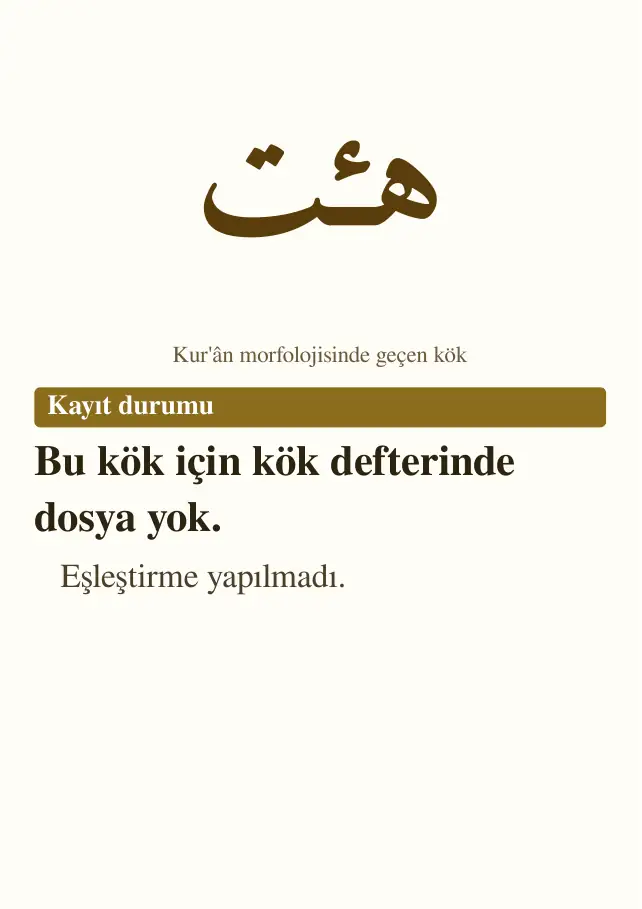 هئت
Kur'ân morfolojisinde geçen kök
Kayıt durumu
Bu kök için kök defterinde
dosya yok.
Eşleştirme yapılmadı.